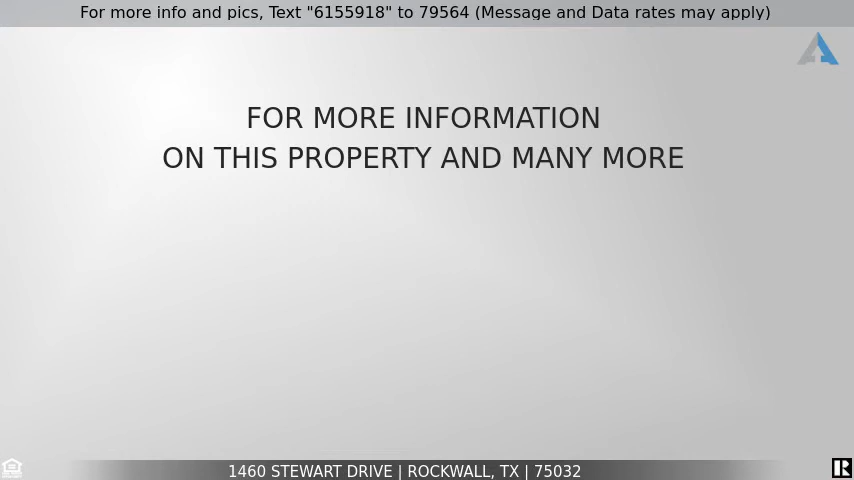 For more info and pics, Text "6155918" to 79564 (Message and Data rates may apply)
FOR MORE INFORMATION
ON THIS PROPERTY AND MANY MORE
1460 STEWART DRIVE | ROCKWALL, TX | 75032